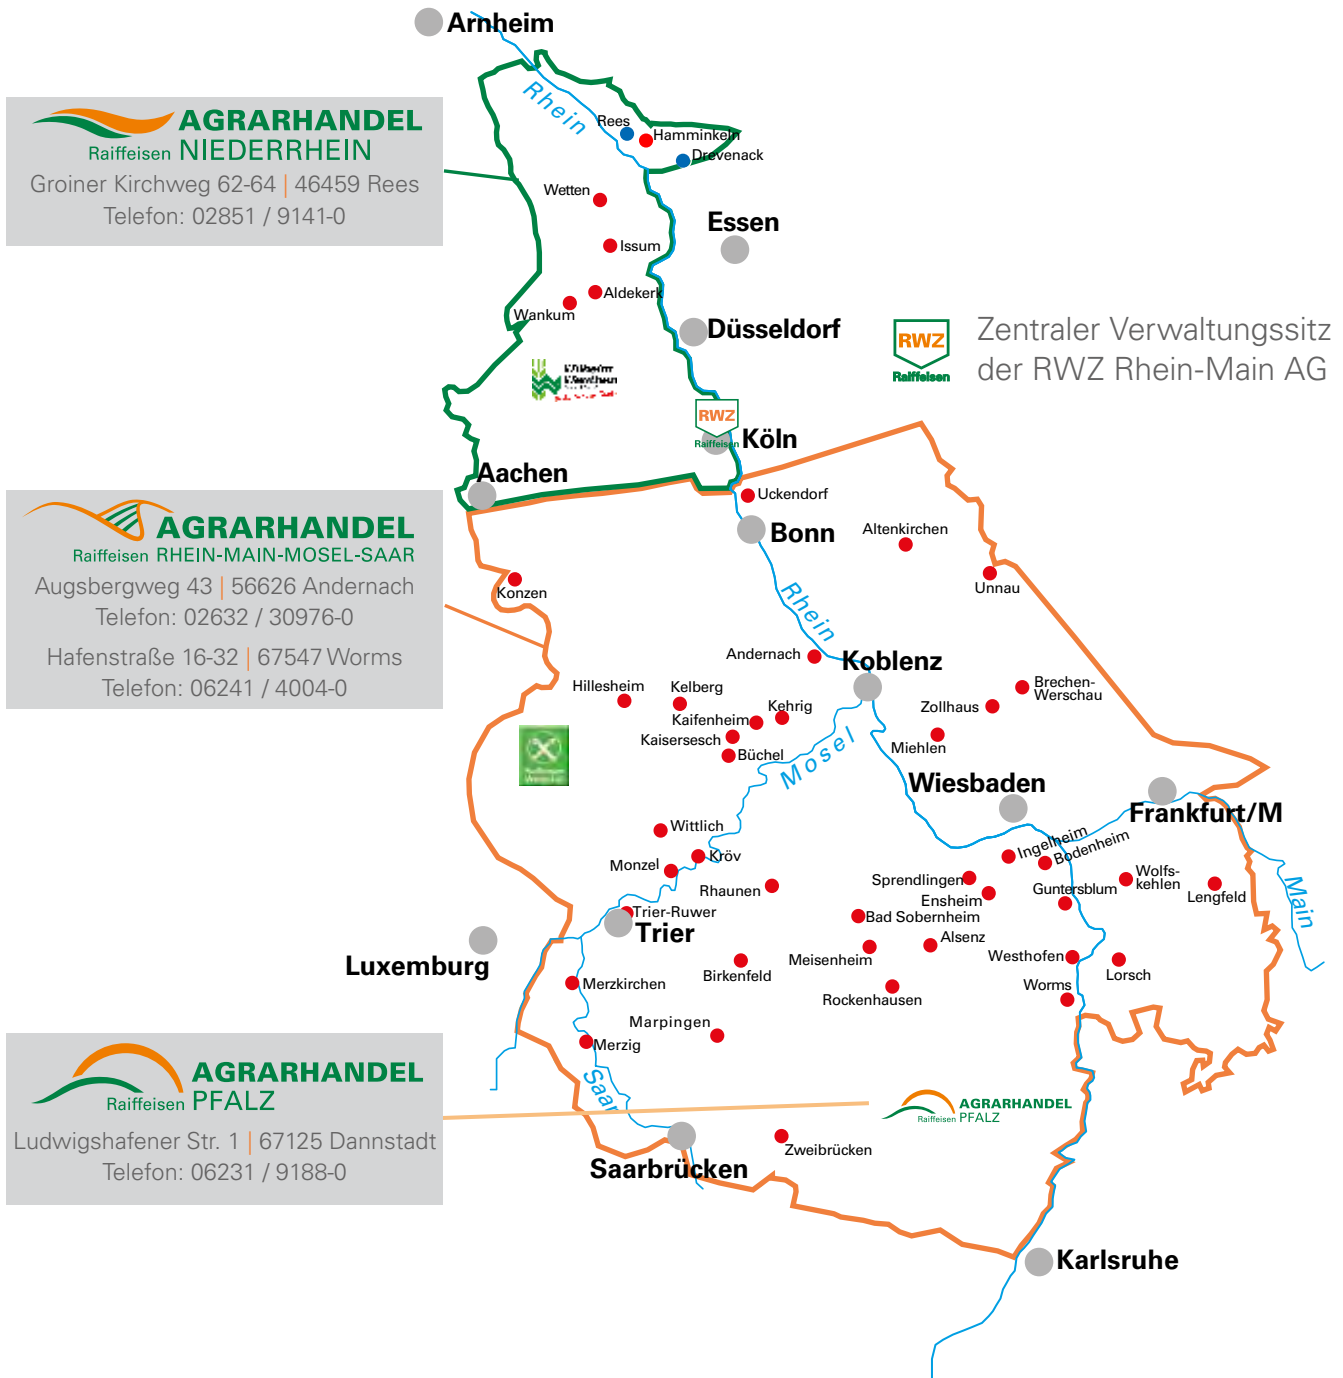 Arnheim
Rhein
AGRARHANDEL
Raiffeisen NIEDERRHEIN
Groiner Kirchweg 62-64 | 46459 Rees
Telefon: 02851 / 9141-0
Rees
Hamminkeln
Drevenack
Wetten
Essen
Issum
Aldekerk
Wankum
Düsseldorf
RWZ
Raiffeisen
Zentraler Verwaltungssitz
der RWZ Rhein-Main AG
RWZ
Raiffeisen
Köln
Aachen
Uckendorf
Bonn
Altenkirchen
AGRARHANDEL
Raiffeisen RHEIN-MAIN-MOSEL-SAAR
Augsbergweg 43 | 56626 Andernach
Telefon: 02632 / 30976-0
Hafenstraße 16-32 | 67547 Worms
Telefon: 06241 / 4004-0
Konzen
Unnau
Rhein
Andernach
Koblenz
Hillesheim
Kelberg
Kehrig
Kaifenheim
Kaisersesch
Büchel
Mosel
Brechen-
Werschau
Zollhaus
Miehlen
Wiesbaden
Frankfurt/M
Wittlich
Kröv
Monzel
Rhaunen
Ingelheim
Bodenheim
Sprendlingen
Ensheim
Guntersblum
Wolfs-
kehlen
Lengfeld
Main
Trier-Ruwer
Trier
Bad Sobernheim
Alsenz
Luxemburg
Birkenfeld
Meisenheim
Westhofen
Lorsch
Merzkirchen
Rockenhausen
Worms
Marpingen
Merzig
Saar
AGRARHANDEL
Raiffeisen PFALZ
Ludwigshafener Str. 1 | 67125 Dannstadt
Telefon: 06231 / 9188-0
AGRARHANDEL
Raiffeisen PFALZ
Zweibrücken
Saarbrücken
Karlsruhe